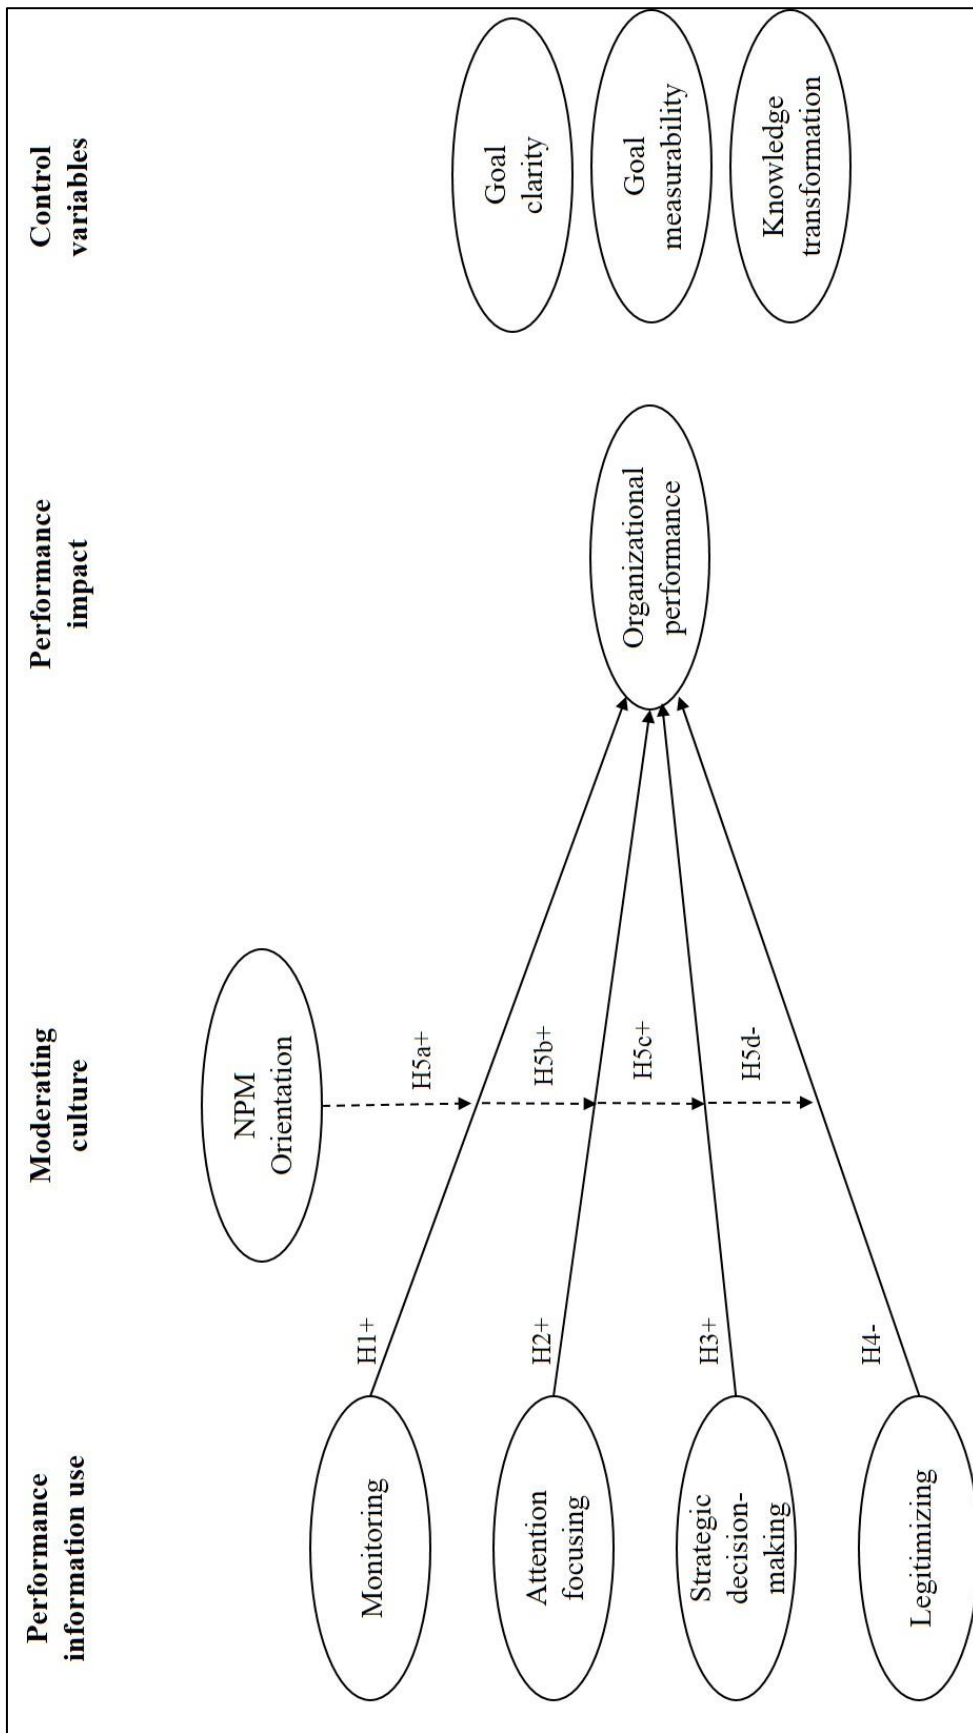 Performance
information use
Moderating
culture
Performance
impact
Control
variables
NPM
Orientation
Monitoring
Attention
focusing
Strategic
decision-
making
Legitimizing
H1+
H2+
H3+
H4-
H5a+
H5b+
H5c+
H5d-
Organizational
performance
Goal
clarity
Goal
measurability
Knowledge
transformation